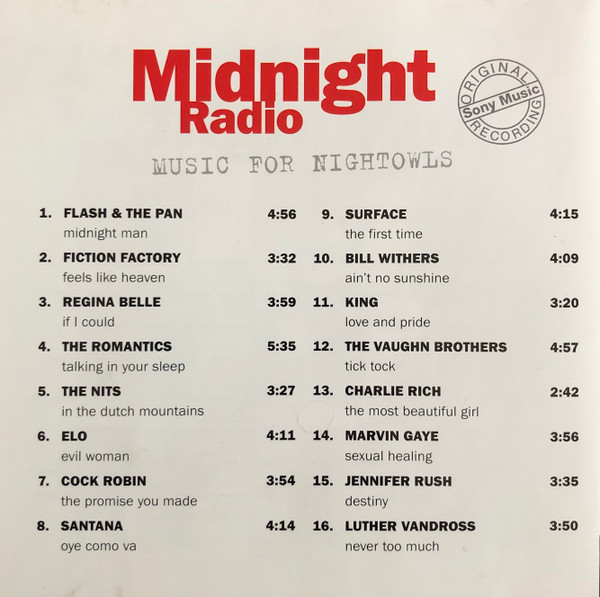 Midnight
Radio
ORIGINAL
Sony Music
RECORDING
MUSIC FOR NIGHTOWLS
1. FLASH & THE PAN 4:56
midnight man
2. FICTION FACTORY 3:32
feels like heaven
3. REGINA BELLE 3:59
if I could
4. THE ROMANTICS 5:35
talking in your sleep
5. THE NITS 3:27
in the dutch mountains
6. ELO 4:11
evil woman
7. COCK ROBIN 3:54
the promise you made
8. SANTANA 4:14
oye como va
9. SURFACE 4:15
the first time
10. BILL WITHERS 4:09
ain't no sunshine
11. KING 3:20
love and pride
12. THE VAUGHN BROTHERS 4:57
tick tock
13. CHARLIE RICH 2:42
the most beautiful girl
14. MARVIN GAYE 3:56
sexual healing
15. JENNIFER RUSH 3:35
destiny
16. LUTHER VANDROSS 3:50
never too much